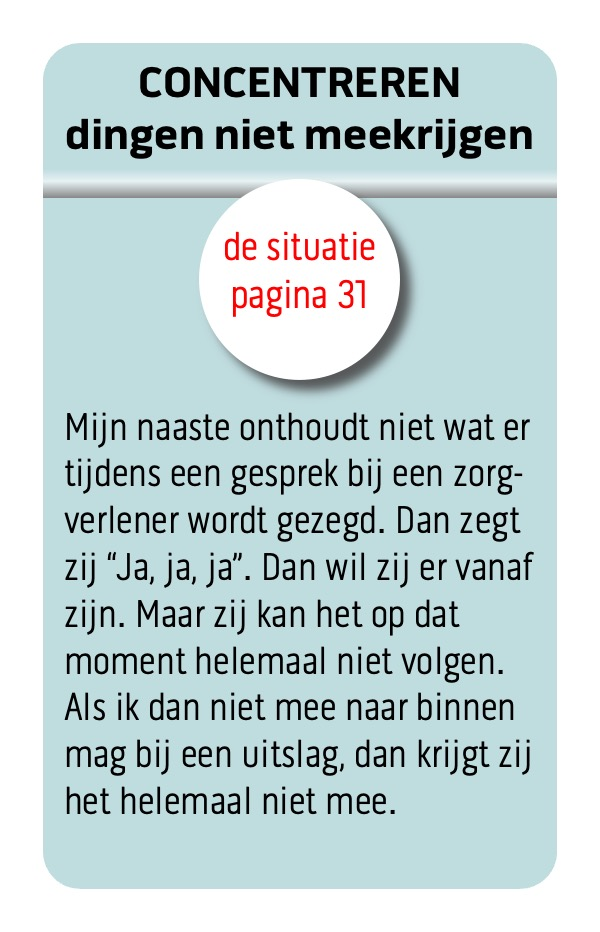 CONCENTREREN
dingen niet meekrijgen
de situatie
pagina 31
Mijn naaste onthoudt niet wat er
tijdens een gesprek bij een zorg-
verlener wordt gezegd. Dan zegt
zij “Ja, ja, ja”. Dan wil zij er vanaf
zijn. Maar zij kan het op dat
moment helemaal niet volgen.
Als ik dan niet mee naar binnen
mag bij een uitslag, dan krijgt zij
het helemaal niet mee.